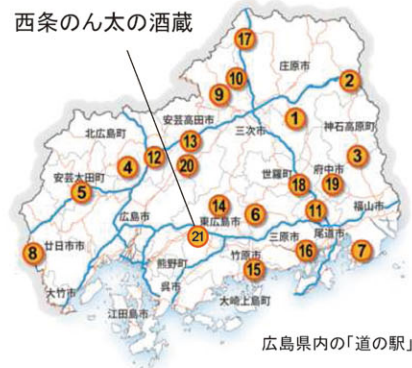 西条のん太の酒蔵
17
庄原市
10
2
9
北広島町
安芸高田市
1
13
三次市
神石高原町
12
4
20
3
安芸太田町
世羅町
府中市
5
18
19
14
広島市
東広島市
6
11
福山市
21
8
廿日市市
三原市
尾道市
熊野町
竹原市
16
7
呉市
15
大竹市
大崎上島町
江田島市
広島県内の「道の駅」